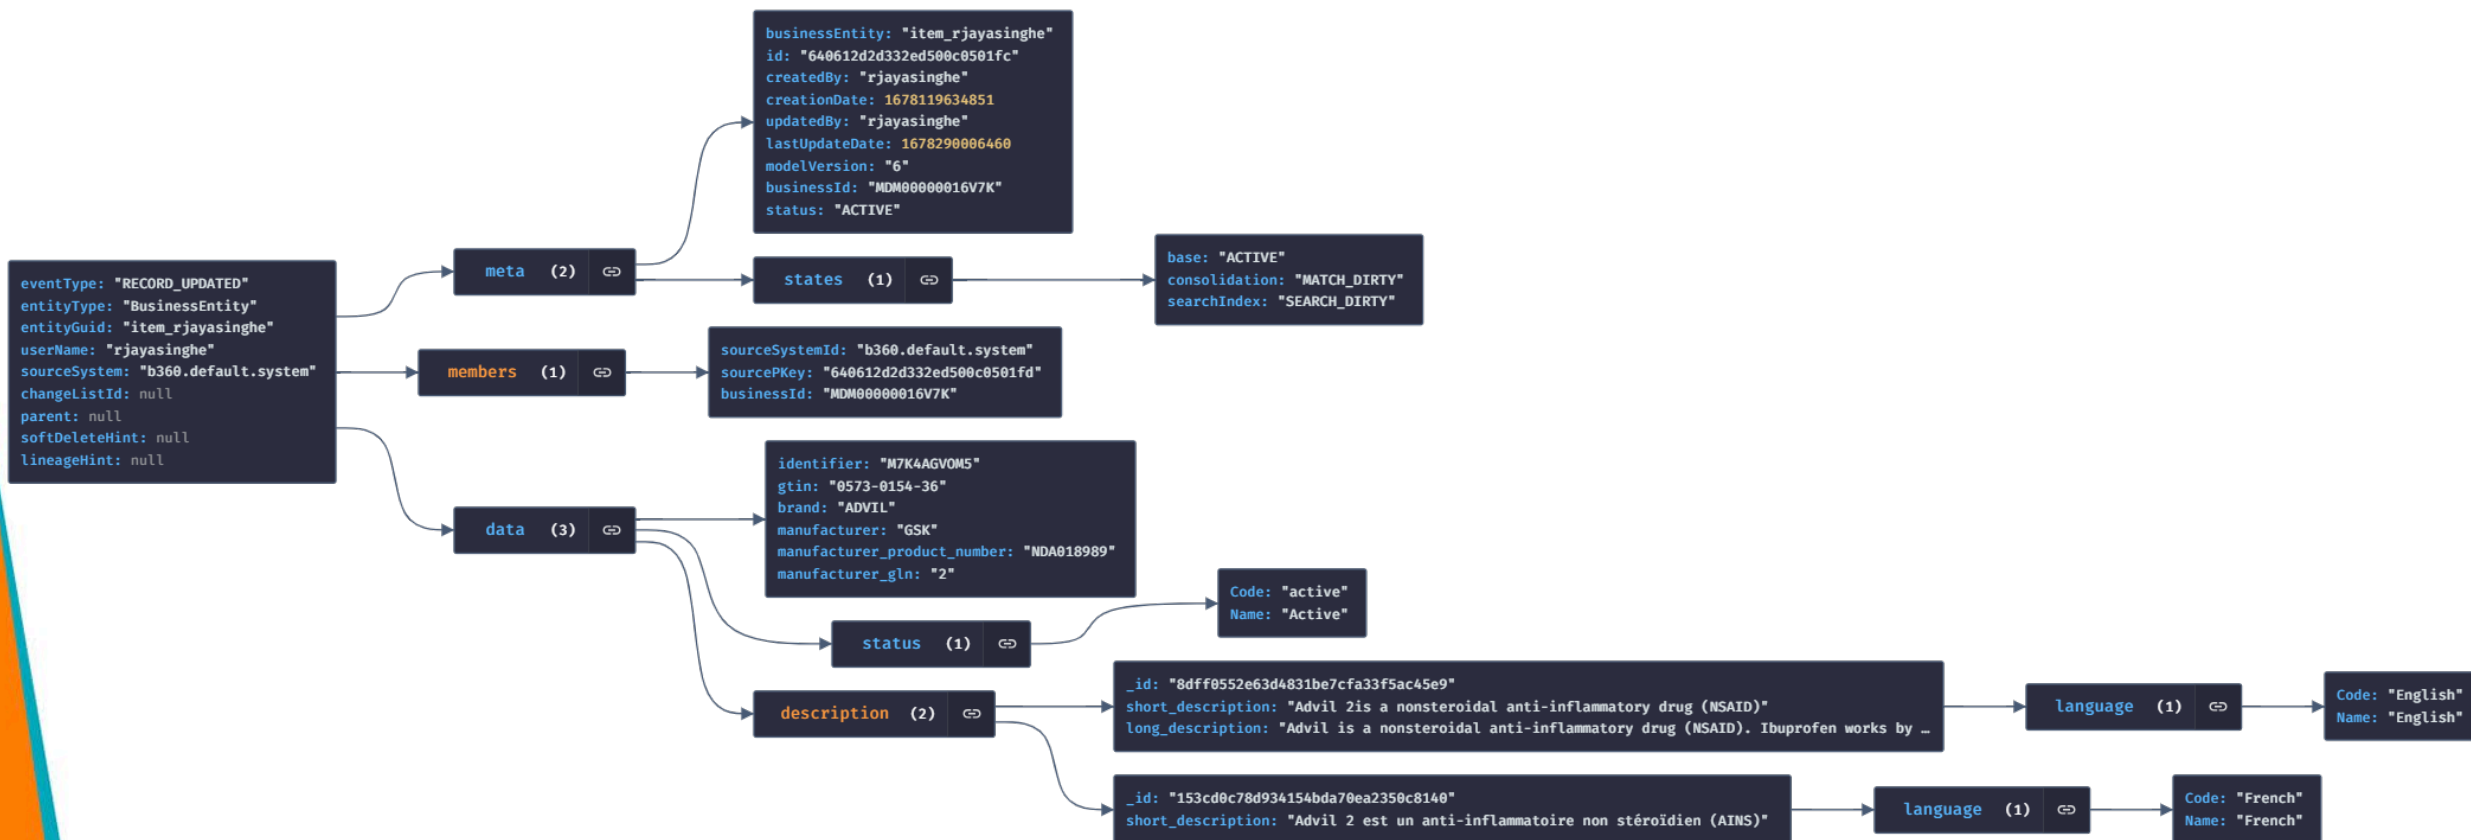 businessEntity: "item_rjayasinghe"
id: "640612d2d332ed500c0501fc"
createdBy: "rjayasinghe"
creationDate: 1678119634851
updatedBy: "rjayasinghe"
lastUpdateDate: 1678290006460
modelVersion: "6"
businessId: "MDM00000016V7K"
status: "ACTIVE"
eventType: "RECORD_UPDATED"
entityType: "BusinessEntity"
entityGuid: "item_rjayasinghe"
userName: "rjayasinghe"
sourceSystem: "b360.default.system"
changeListId: null
parent: null
softDeleteHint: null
lineageHint: null
meta (2)
states (1)
base: "ACTIVE"
consolidation: "MATCH_DIRTY"
searchIndex: "SEARCH_DIRTY"
members (1)
sourceSystemId: "b360.default.system"
sourcePKey: "640612d2d332ed500c0501fd"
businessId: "MDM00000016V7K"
data (3)
identifier: "M7K4AGVOM5"
gtin: "0573-0154-36"
brand: "ADVIL"
manufacturer: "GSK"
manufacturer_product_number: "NDA018989"
manufacturer_gln: "2"
status (1)
Code: "active"
Name: "Active"
description (2)
_id: "8dff0552e63d4831be7cfa33f5ac45e9"
short_description: "Advil 2is a nonsteroidal anti-inflammatory drug (NSAID)"
long_description: "Advil is a nonsteroidal anti-inflammatory drug (NSAID). Ibuprofen works by …
language (1)
Code: "English"
Name: "English"
_id: "153cd0c78d934154bda70ea2350c8140"
short_description: "Advil 2 est un anti-inflammatoire non stéroïdien (AINS)"
language (1)
Code: "French"
Name: "French"